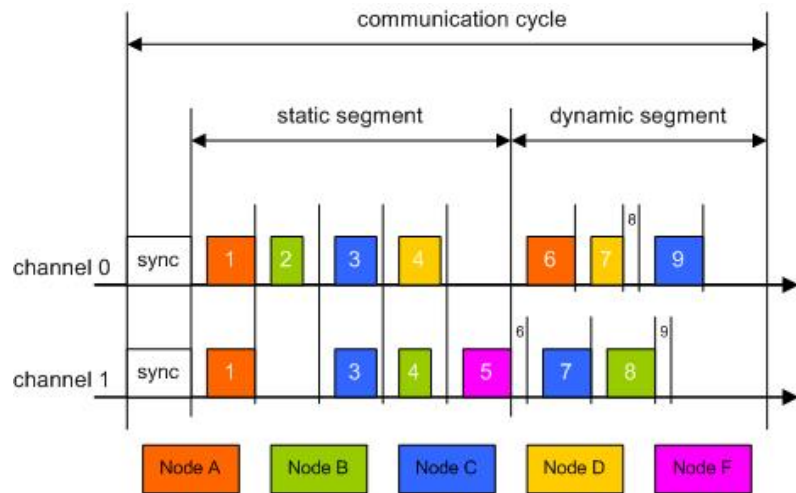 communication cycle
static segment
dynamic segment
channel 0
sync
1
2
3
4
6
7
8
9
channel 1
sync
1
3
4
5
6
7
8
9
Node A
Node B
Node C
Node D
Node F